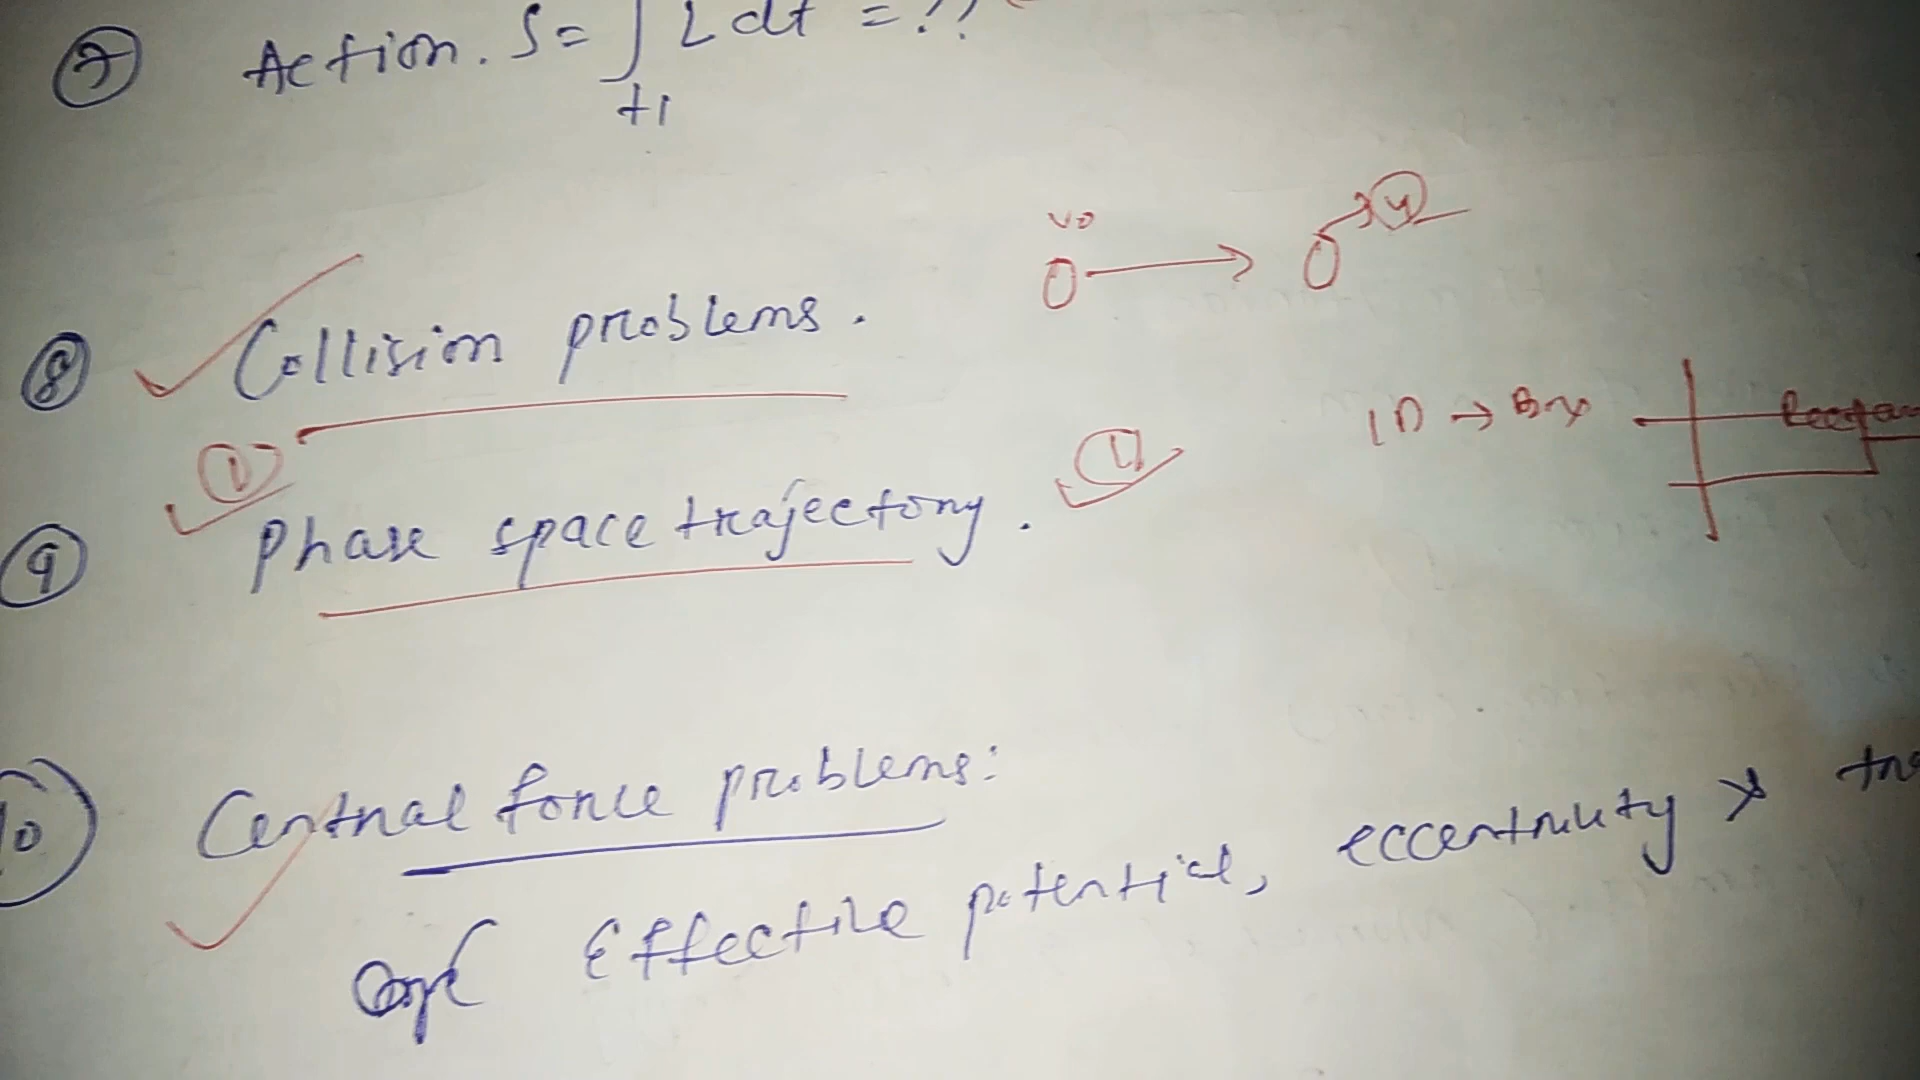 ⑦ Action. S = ∫ L dt = ??
t1
v0
⑧ Collision problems.
1D → Box
① ①
⑨ Phase space trajectory.
⑩ Central force problems:
Effective potential, eccentricity